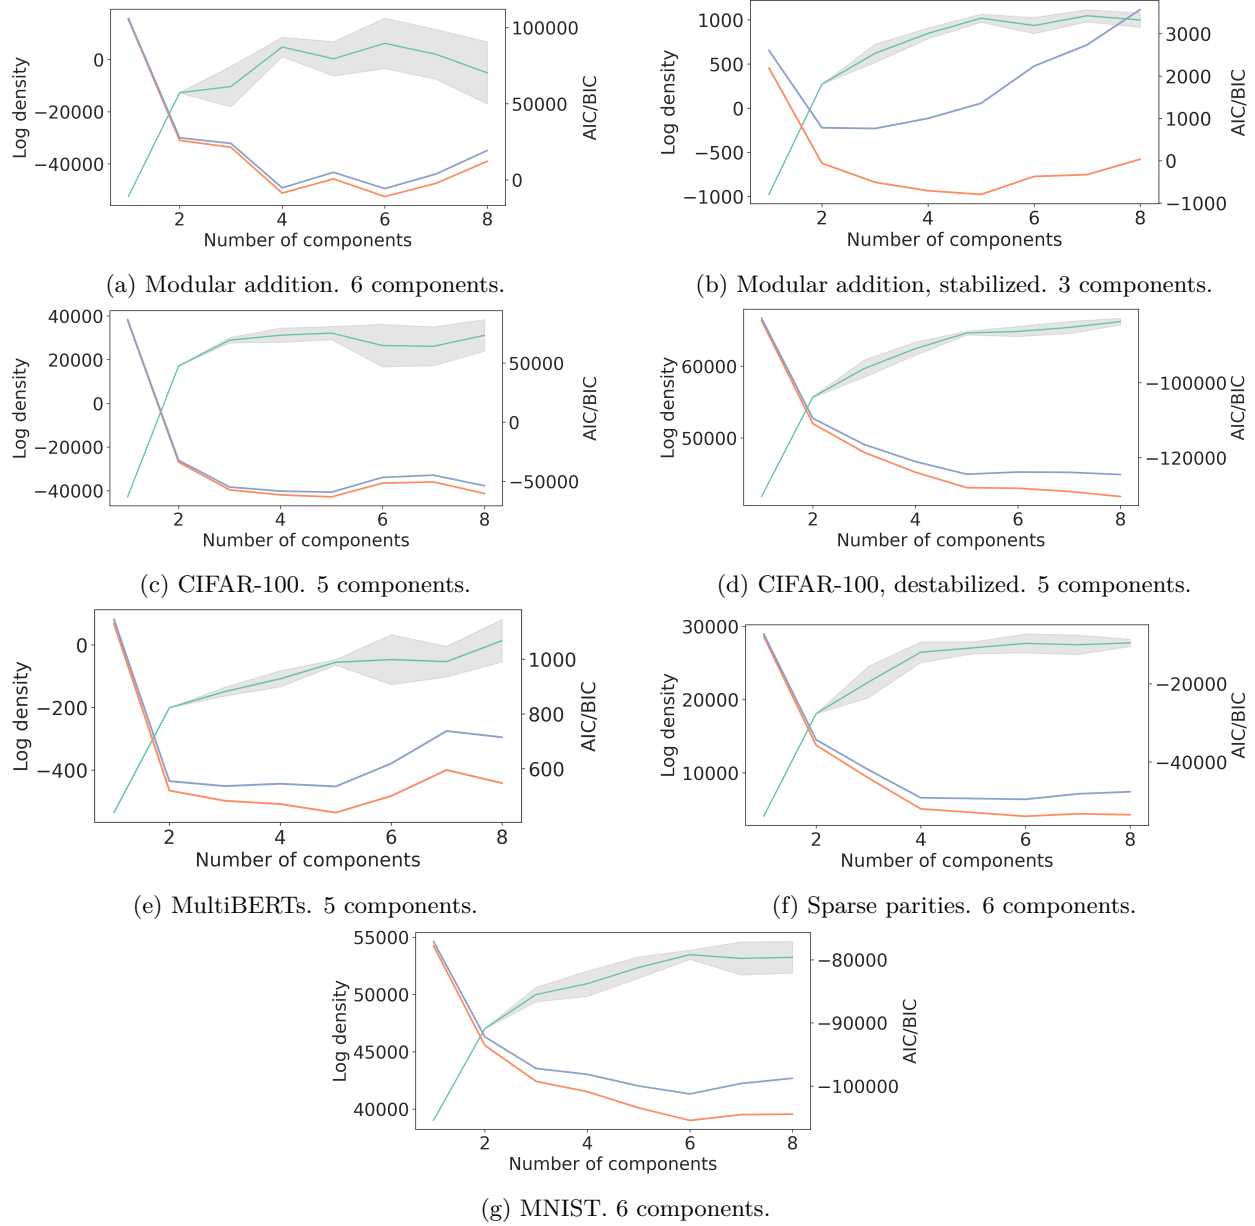 0
−20000
−40000
Log density
100000
50000
0
AIC/BIC
2 4 6 8
Number of components
(a) Modular addition. 6 components.
1000
500
0
−500
−1000
Log density
3000
2000
1000
0
−1000
AIC/BIC
2 4 6 8
Number of components
(b) Modular addition, stabilized. 3 components.
40000
20000
0
−20000
−40000
Log density
50000
0
−50000
AIC/BIC
2 4 6 8
Number of components
(c) CIFAR-100. 5 components.
60000
50000
Log density
−100000
−120000
AIC/BIC
2 4 6 8
Number of components
(d) CIFAR-100, destabilized. 5 components.
0
−200
−400
Log density
1000
800
600
AIC/BIC
2 4 6 8
Number of components
(e) MultiBERTs. 5 components.
30000
20000
10000
Log density
−20000
−40000
AIC/BIC
2 4 6 8
Number of components
(f) Sparse parities. 6 components.
55000
50000
45000
40000
Log density
−80000
−90000
−100000
AIC/BIC
2 4 6 8
Number of components
(g) MNIST. 6 components.